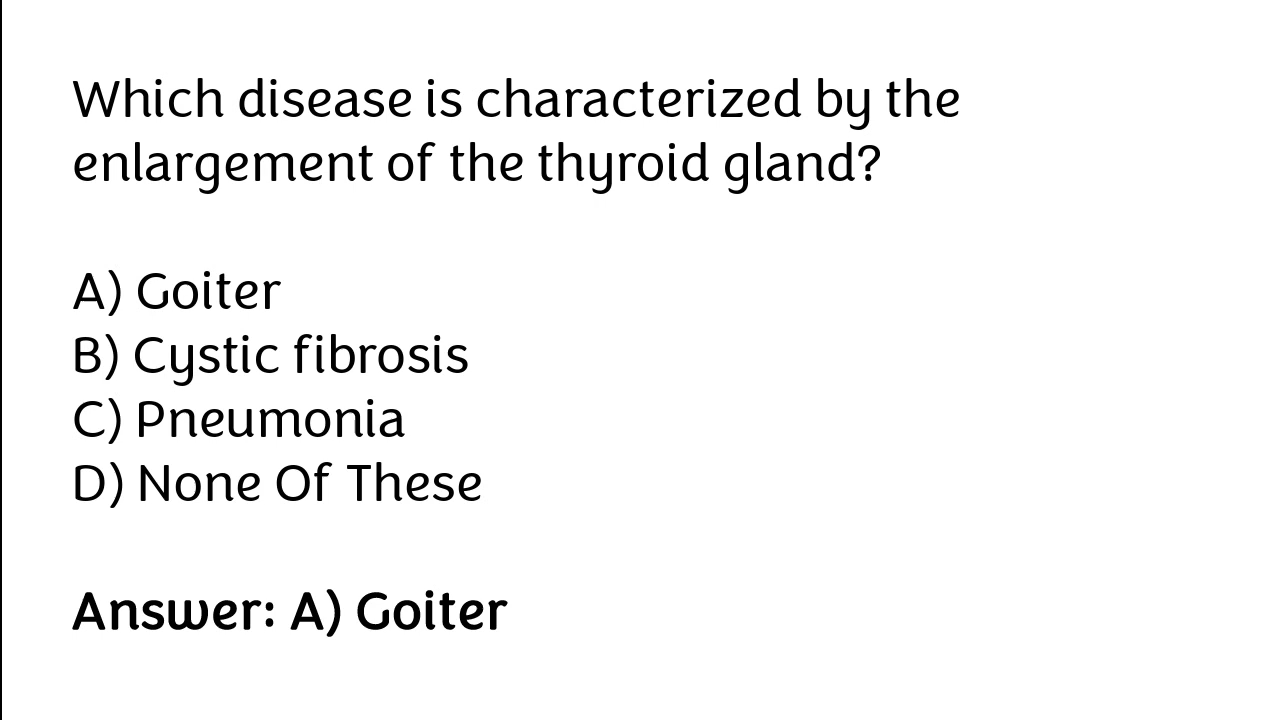 Which disease is characterized by the
enlargement of the thyroid gland?
A) Goiter
B) Cystic fibrosis
C) Pneumonia
D) None Of These
Answer: A) Goiter